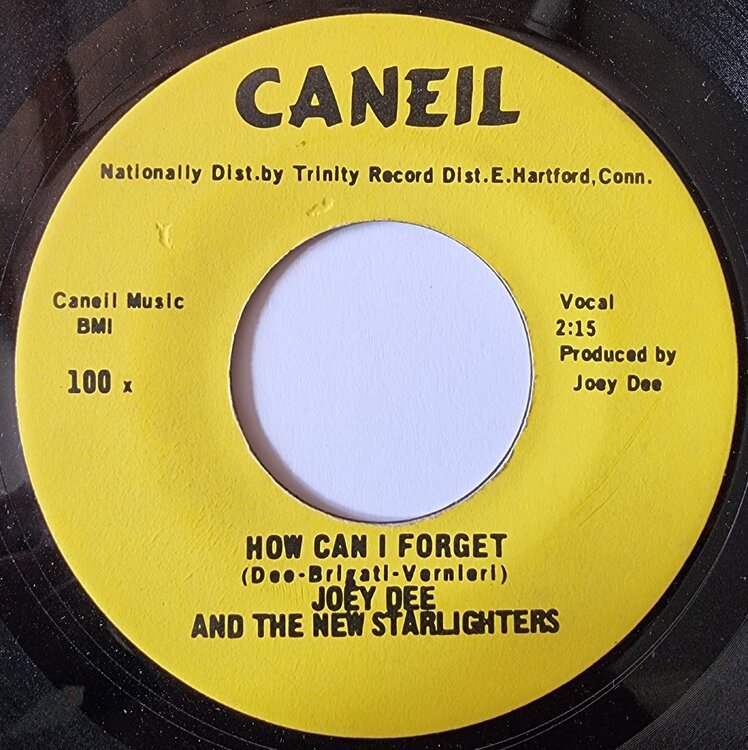 CANEIL
Nationally Dist.by Trinity Record Dist.E.Hartford,Conn.
Caneil Music
BMI
100 x
Vocal
2:15
Produced by
Joey Dee
HOW CAN I FORGET
(Dee-Brigati-Vernieri)
JOEY DEE
AND THE NEW STARLIGHTERS